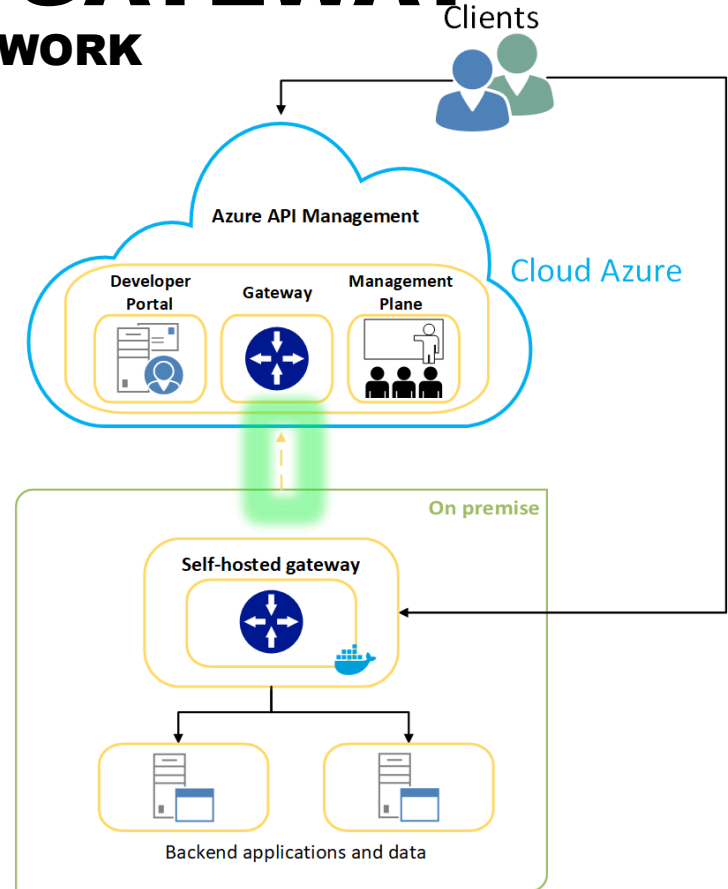 GATEWAY
WORK
Clients
Azure API Management
Cloud Azure
Developer
Portal
Gateway
Management
Plane
On premise
Self-hosted gateway
Backend applications and data